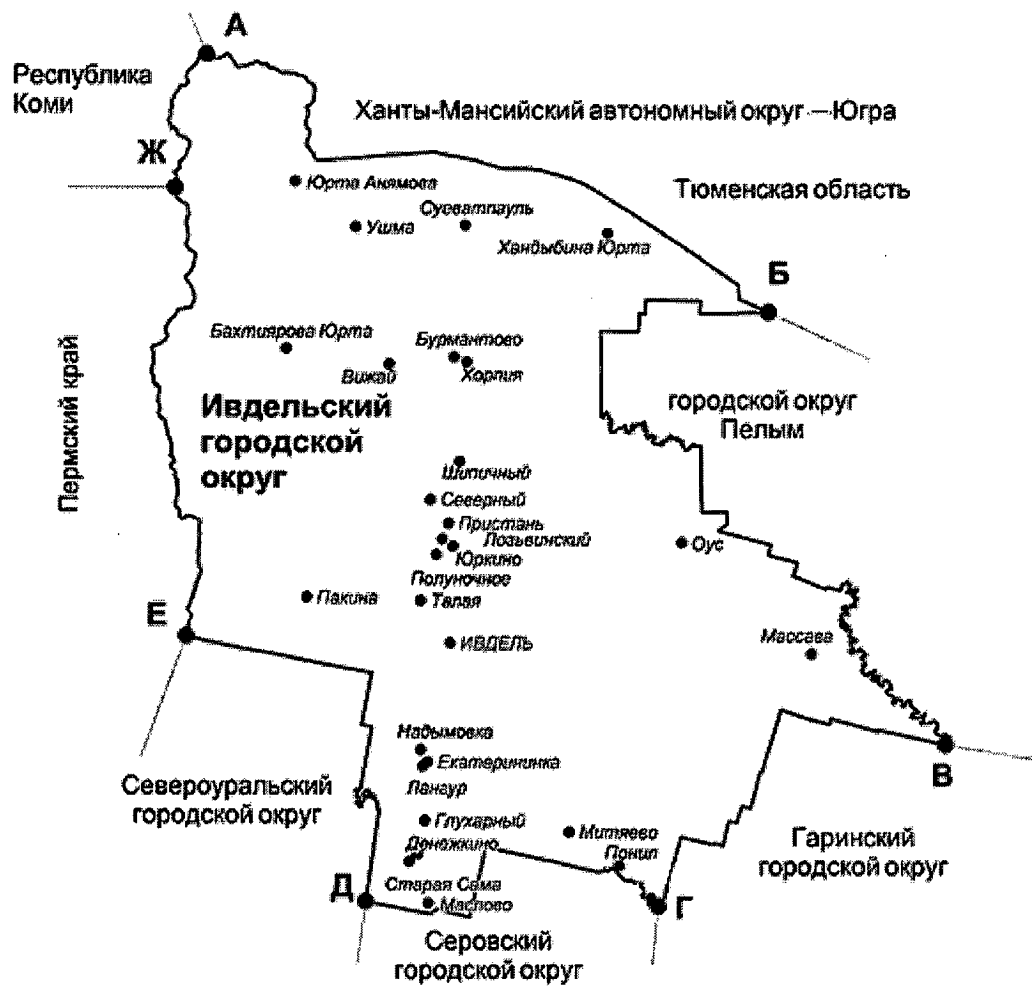 А
Республика
Коми
Ханты-Мансийский автономный округ — Югра
Ж
Юрта Анямова
Тюменская область
Сусватпауль
Ушма
Хандыбина Юрта
Б
Бахтиярова Юрта
Бурмантово
Вижай
Хорпия
Пермский край
Ивдельский
городской
округ
городской округ
Пелым
Шипичный
Северный
Пристань
Лозьвинский
Юркино
Оус
Полуночное
Пакина
Талая
Е
ИВДЕЛЬ
Массава
Надымовка
Екатерининка
В
Лангур
Североуральский
городской округ
Глухарный
Митяево
Гаринский
городской округ
Денежкино
Понил
Старая Сама
Д
Маслово
Г
Серовский
городской округ